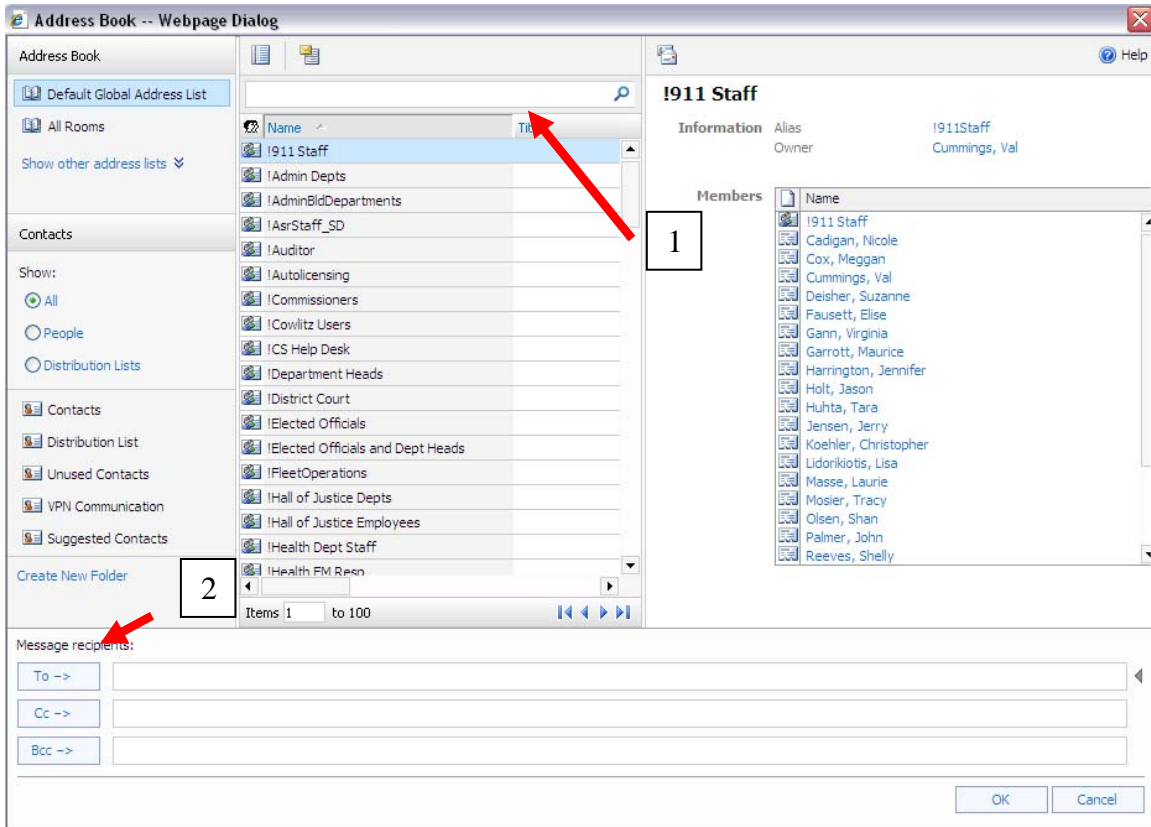 Address Book -- Webpage Dialog
Address Book
Default Global Address List
All Rooms
Show other address lists
Contacts
Show:
All
People
Distribution Lists
Contacts
Distribution List
Unused Contacts
VPN Communication
Suggested Contacts
Create New Folder
2
Name
!911 Staff
!Admin Depts
!AdminBldDepartments
!AsrStaff_SD
!Auditor
!Autolicensing
!Commissioners
!Cowlitz Users
!CS Help Desk
!Department Heads
!District Court
!Elected Officials
!Elected Officials and Dept Heads
!FleetOperations
!Hall of Justice Depts
!Hall of Justice Employees
!Health Dept Staff
!Health EM Resp
Items 1 to 100
1
Help
!911 Staff
Information Alias !911Staff
Owner Cummings, Val
Members Name
!911 Staff
Cadigan, Nicole
Cox, Meggan
Cummings, Val
Deisher, Suzanne
Fausett, Elise
Gann, Virginia
Garrott, Maurice
Harrington, Jennifer
Holt, Jason
Huhta, Tara
Jensen, Jerry
Koehler, Christopher
Lidorikiotis, Lisa
Masse, Laurie
Mosier, Tracy
Olsen, Shan
Palmer, John
Reeves, Shelly
Message recipients:
To ->
Cc ->
Bcc ->
OK Cancel